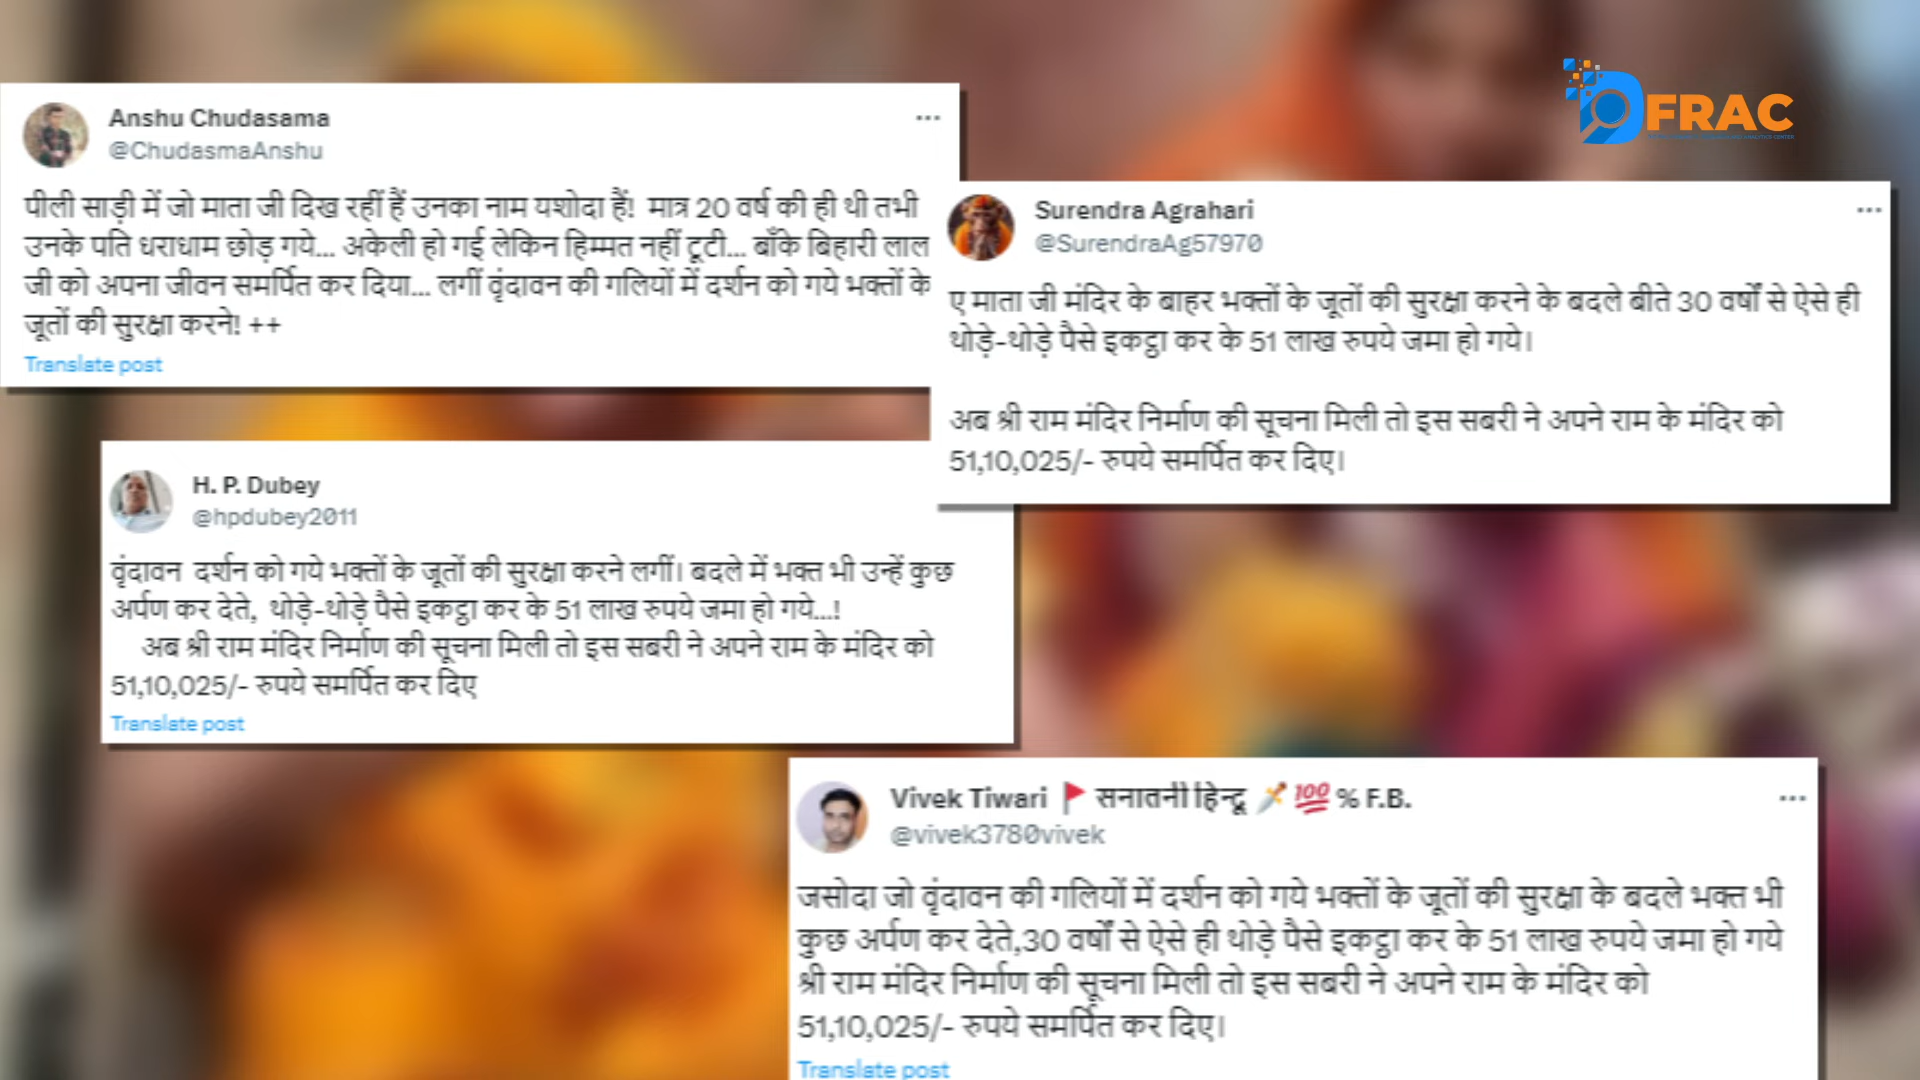 DFRAC
Anshu Chudasama
@ChudasmaAnshu
पीली साड़ी में जो माता जी दिख रहीं हैं उनका नाम यशोदा हैं! मात्र 20 वर्ष की ही थी तभी
उनके पति धराधाम छोड़ गये... अकेली हो गई लेकिन हिम्मत नहीं टूटी... बाँके बिहारी लाल
जी को अपना जीवन समर्पित कर दिया... लगीं वृंदावन की गलियों में दर्शन को गये भक्तों के
जूतों की सुरक्षा करने! ++
Translate post
Surendra Agrahari
@SurendraAg57970
ए माता जी मंदिर के बाहर भक्तों के जूतों की सुरक्षा करने के बदले बीते 30 वर्षों से ऐसे ही
थोड़े-थोड़े पैसे इकट्ठा कर के 51 लाख रुपये जमा हो गये।
अब श्री राम मंदिर निर्माण की सूचना मिली तो इस सबरी ने अपने राम के मंदिर को
51,10,025/- रुपये समर्पित कर दिए।
H. P. Dubey
@hpdubey2011
वृंदावन दर्शन को गये भक्तों के जूतों की सुरक्षा करने लगीं। बदले में भक्त भी उन्हें कुछ
अर्पण कर देते, थोड़े-थोड़े पैसे इकट्ठा कर के 51 लाख रुपये जमा हो गये...!
अब श्री राम मंदिर निर्माण की सूचना मिली तो इस सबरी ने अपने राम के मंदिर को
51,10,025/- रुपये समर्पित कर दिए
Translate post
Vivek Tiwari 🚩 सनातनी हिन्दू 🗡️ 💯 % F.B.
@vivek3780vivek
जसोदा जो वृंदावन की गलियों में दर्शन को गये भक्तों के जूतों की सुरक्षा के बदले भक्त भी
कुछ अर्पण कर देते,30 वर्षों से ऐसे ही थोड़े पैसे इकट्ठा कर के 51 लाख रुपये जमा हो गये
श्री राम मंदिर निर्माण की सूचना मिली तो इस सबरी ने अपने राम के मंदिर को
51,10,025/- रुपये समर्पित कर दिए।
Translate post